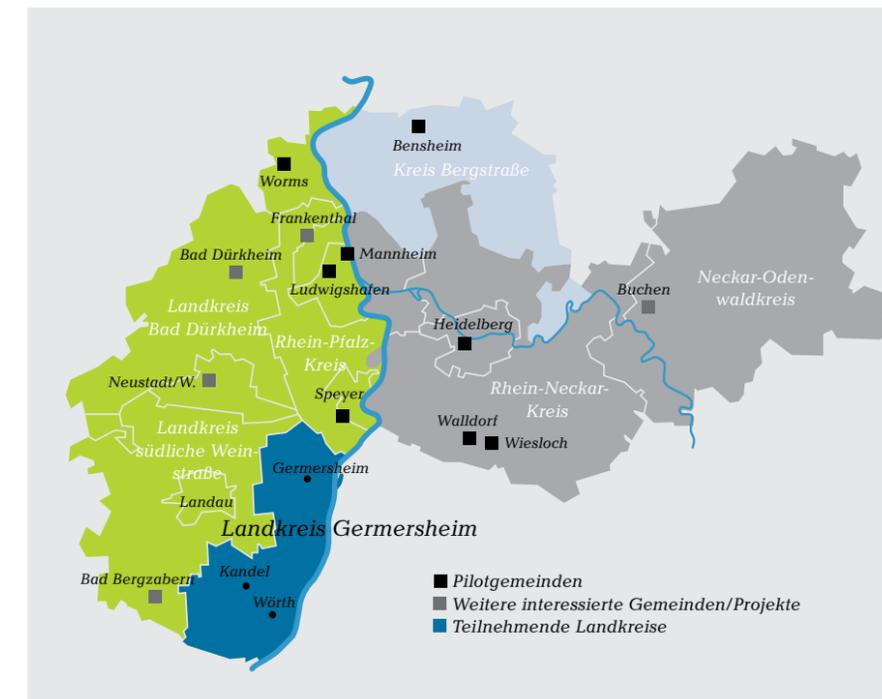 Bensheim
Kreis Bergstraße
Worms
Frankenthal
Bad Dürkheim
Mannheim
Ludwigshafen
Neckar-Oden-
waldkreis
Buchen
Landkreis
Bad Dürkheim
Heidelberg
Rhein-Pfalz-
Kreis
Neustadt/W.
Speyer
Rhein-Neckar-
Kreis
Walldorf
Wiesloch
Landkreis
südliche Wein-
straße
Germersheim
Landau
Landkreis Germersheim
Kandel
Bad Bergzabern
Wörth
Pilotgemeinden
Weitere interessierte Gemeinden/Projekte
Teilnehmende Landkreise